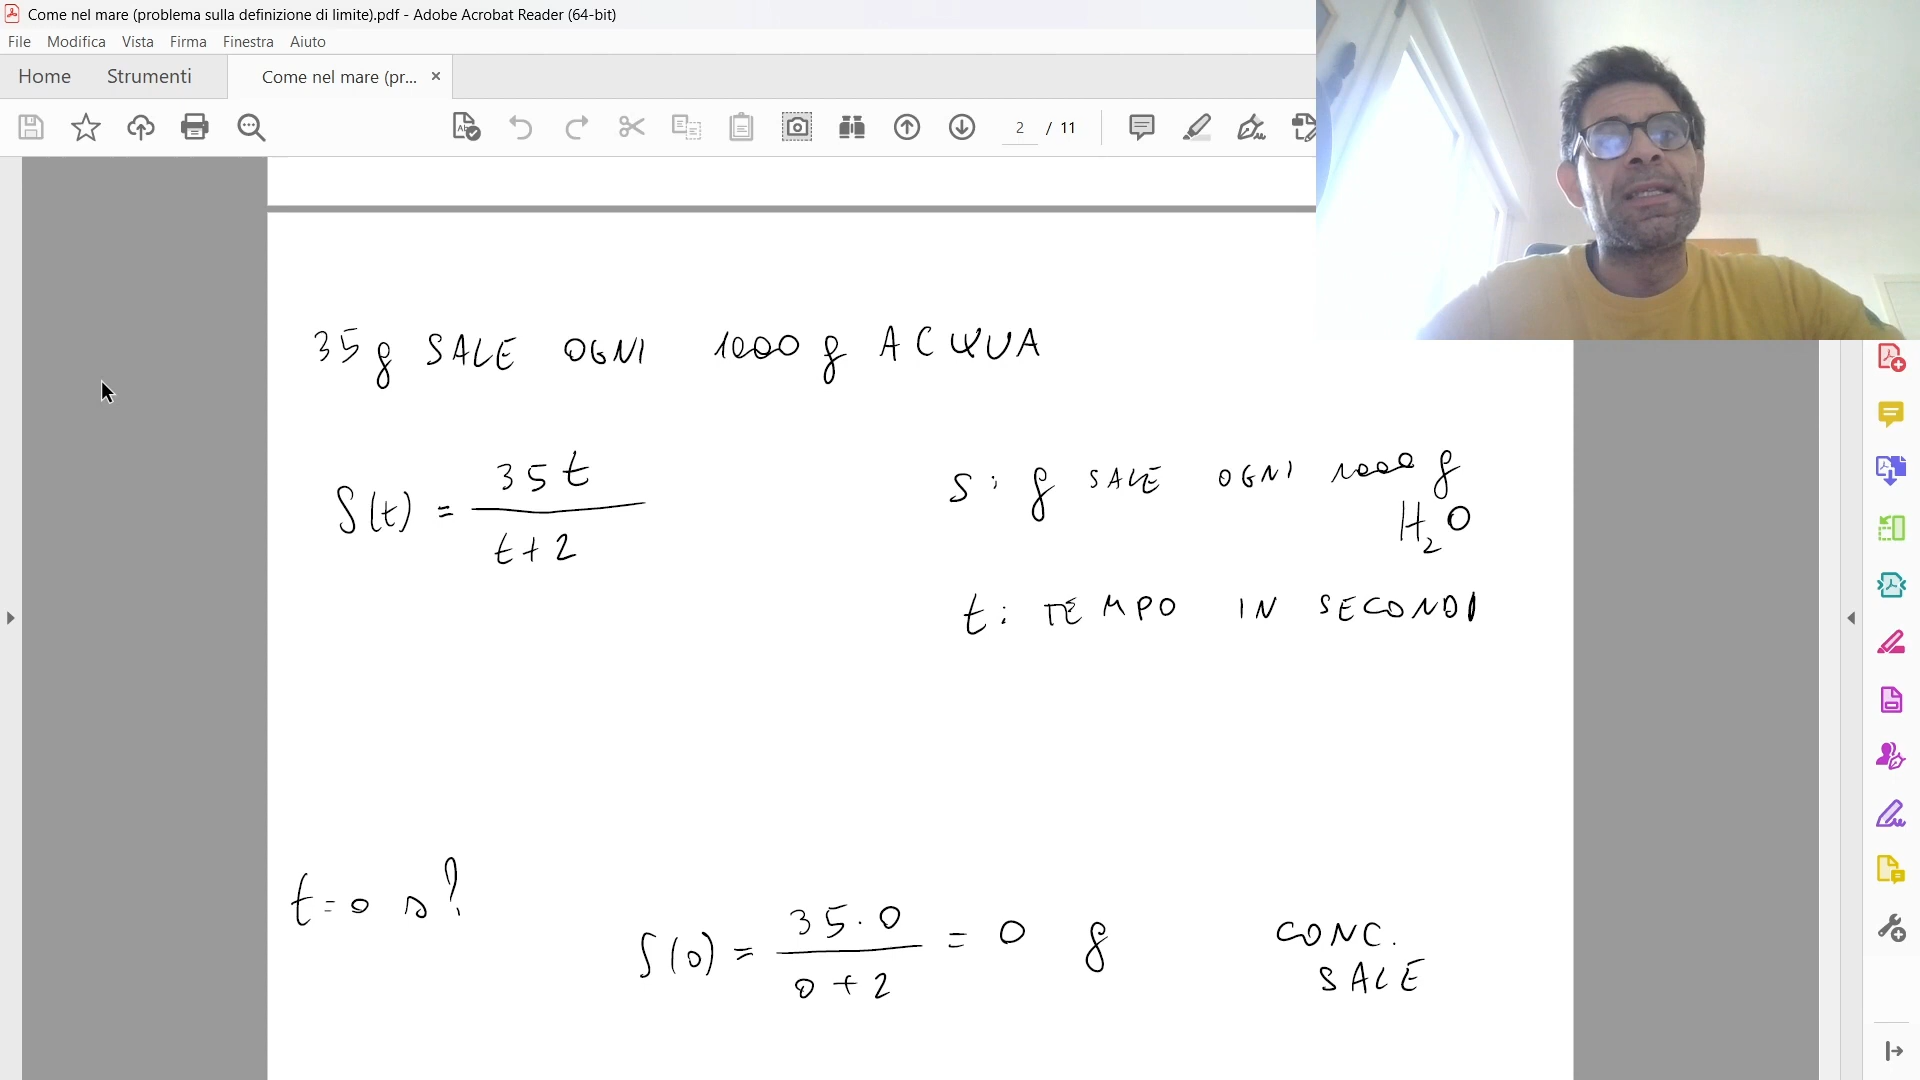 Come nel mare (problema sulla definizione di limite).pdf - Adobe Acrobat Reader (64-bit)
File Modifica Vista Firma Finestra Aiuto
Home Strumenti Come nel mare (pr... ×
2 / 11
35 g SALE OGNI 1000 g ACQUA
S(t) = 35 t / t + 2
S : g SALE OGNI 1000 g
H₂O
t : TEMPO IN SECONDI
t = 0 s ?
S(0) = 35 · 0 / 0 + 2 = 0 g
CONC.
SALE